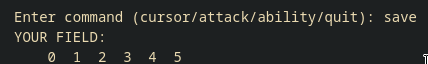 Enter command (cursor/attack/ability/quit): save
YOUR FIELD:
0 1 2 3 4 5